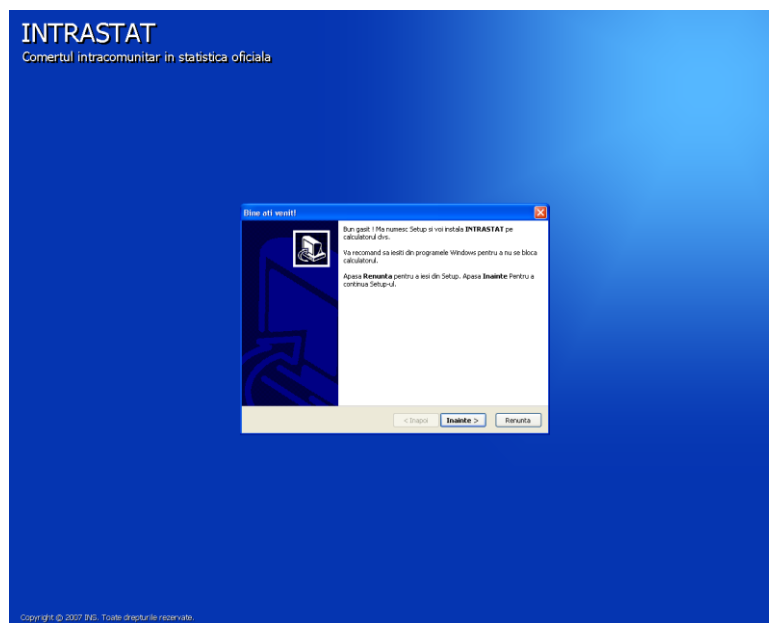 INTRASTAT
Comertul intracomunitar in statistica oficiala
Bine ati venit!
Bun gasit ! Ma numesc Setup si voi instala INTRASTAT pe
calculatorul dvs.
Va recomand sa iesiti din programele Windows pentru a nu se bloca
calculatorul.
Apasa Renunta pentru a iesi din Setup. Apasa Inainte Pentru a
continua Setup-ul.
< Inapoi
Inainte >
Renunta
Copyright © 2007 INS. Toate drepturile rezervate.